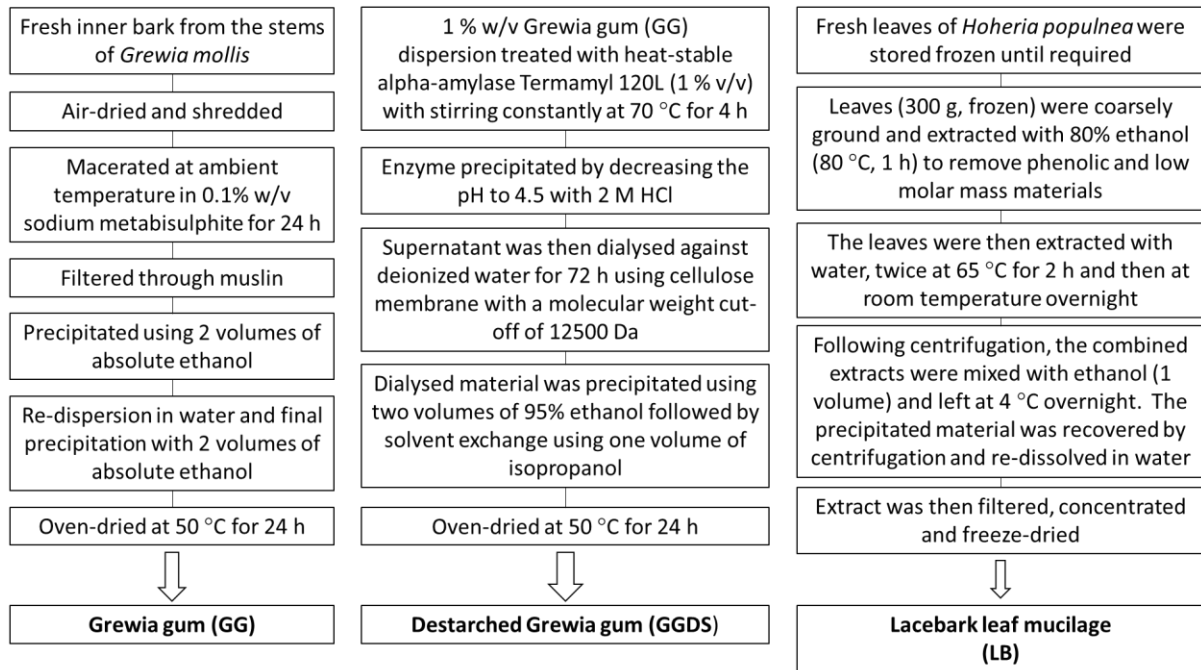 Fresh inner bark from the stems
of Grewia mollis
Air-dried and shredded
Macerated at ambient
temperature in 0.1% w/v
sodium metabisulphite for 24 h
Filtered through muslin
Precipitated using 2 volumes of
absolute ethanol
Re-dispersion in water and final
precipitation with 2 volumes of
absolute ethanol
Oven-dried at 50 °C for 24 h
Grewia gum (GG)
1 % w/v Grewia gum (GG)
dispersion treated with heat-stable
alpha-amylase Termamyl 120L (1 % v/v)
with stirring constantly at 70 °C for 4 h
Enzyme precipitated by decreasing the
pH to 4.5 with 2 M HCl
Supernatant was then dialysed against
deionized water for 72 h using cellulose
membrane with a molecular weight cut-
off of 12500 Da
Dialysed material was precipitated using
two volumes of 95% ethanol followed by
solvent exchange using one volume of
isopropanol
Oven-dried at 50 °C for 24 h
Destarched Grewia gum (GGDS)
Fresh leaves of Hoheria populnea were
stored frozen until required
Leaves (300 g, frozen) were coarsely
ground and extracted with 80% ethanol
(80 °C, 1 h) to remove phenolic and low
molar mass materials
The leaves were then extracted with
water, twice at 65 °C for 2 h and then at
room temperature overnight
Following centrifugation, the combined
extracts were mixed with ethanol (1
volume) and left at 4 °C overnight. The
precipitated material was recovered by
centrifugation and re-dissolved in water
Extract was then filtered, concentrated
and freeze-dried
Lacebark leaf mucilage
(LB)